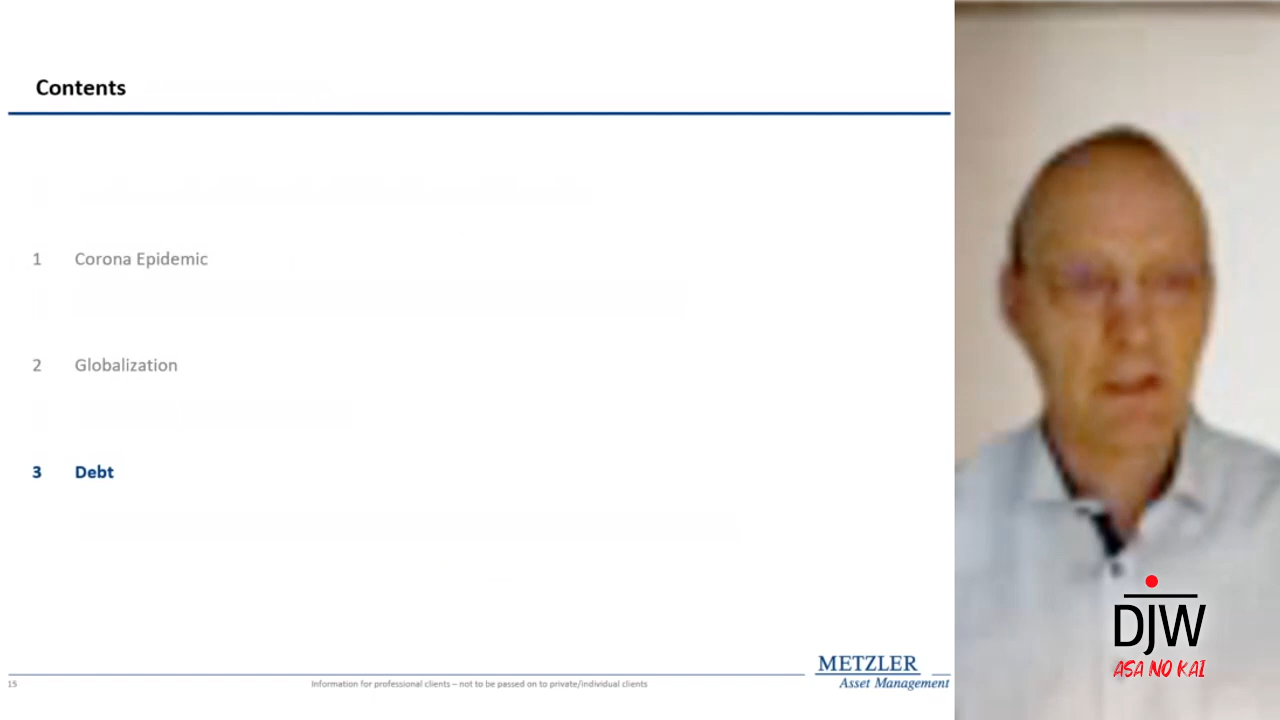 Contents
1 Corona Epidemic
2 Globalization
3 Debt
15
Information for professional clients – not to be passed on to private/individual clients
METZLER
Asset Management
DJW
ASA NO KAI